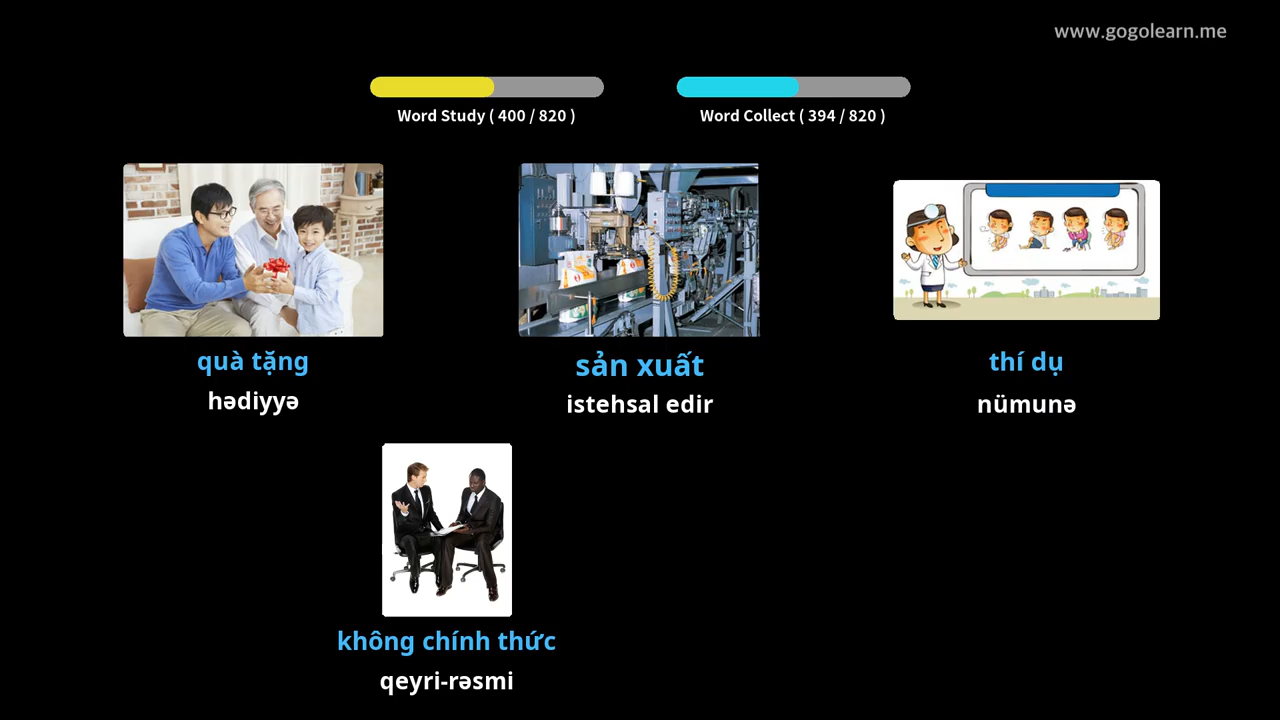 www.gogolearn.me
Word Study ( 400 / 820 )
Word Collect ( 394 / 820 )
quà tặng
sản xuất
thí dụ
hədiyyə
istehsal edir
nümunə
không chính thức
qeyri-rəsmi